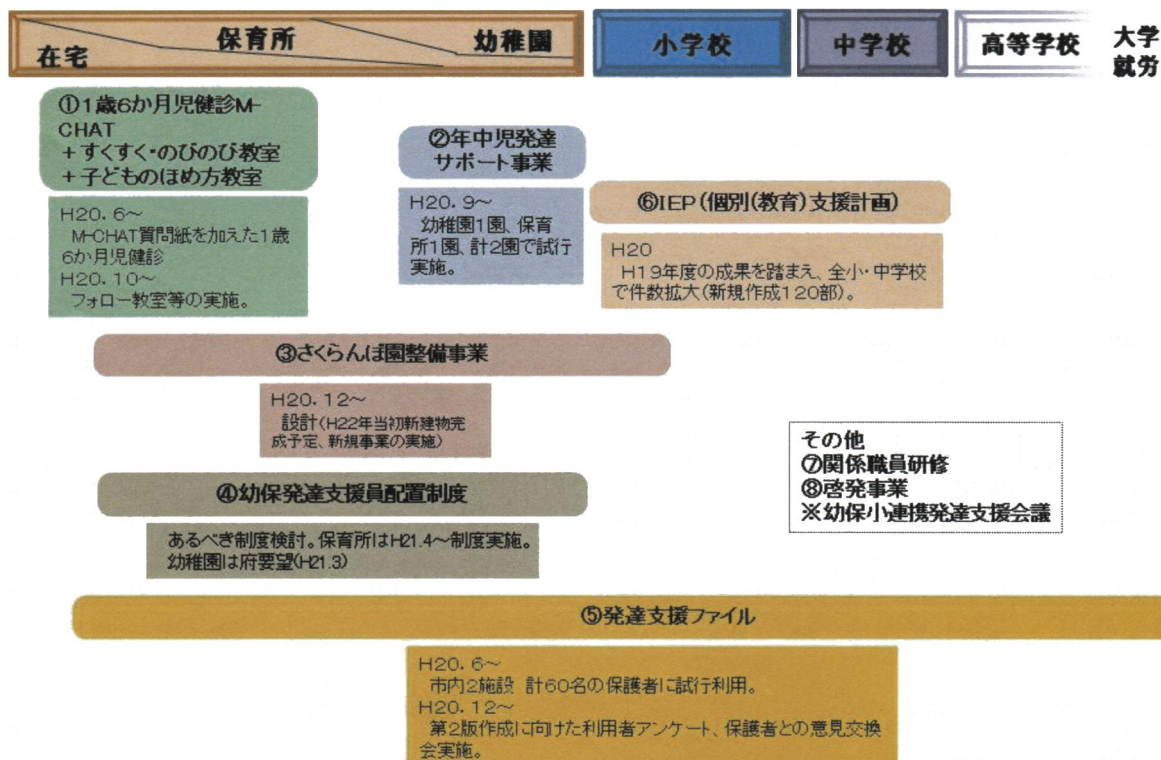 在宅
保育所
幼稚園
小学校
中学校
高等学校
大学
就労
①1歳6か月児健診M-
CHAT
+すくすく・のびのび教室
+子どものほめ方教室
H20. 6~
M-CHAT質問紙を加えた1歳
6か月児健診
H20. 10~
フォロー教室等の実施。
②年中児発達
サポート事業
H20. 9~
幼稚園1園、保育
所1園、計2園で試行
実施。
⑥IEP(個別(教育)支援計画)
H20
H19年度の成果を踏まえ、全小・中学校
で件数拡大(新規作成120部)。
③さくらんぼ園整備事業
H20. 12~
設計(H22年当初新建物完
成予定、新規事業の実施)
④幼保発達支援員配置制度
あるべき制度検討。保育所はH21.4~制度実施。
幼稚園は府要望(H21.3)
その他
⑦関係職員研修
⑧啓発事業
※幼保小連携発達支援会議
⑤発達支援ファイル
H20. 6~
市内2施設 計60名の保護者に試行利用。
H20. 12~
第2版作成に向けた利用者アンケート、保護者との意見交換
会実施。